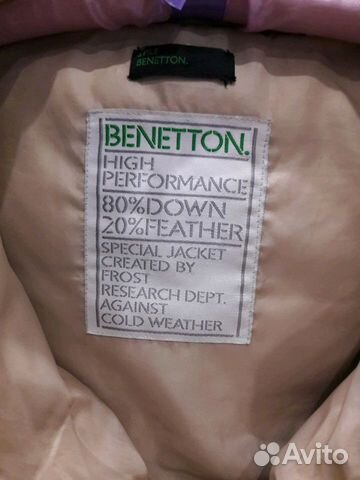 BENETTON.
BENETTON.
HIGH
PERFORMANCE
80%DOWN
20%FEATHER
SPECIAL JACKET
CREATED BY
FROST
RESEARCH DEPT.
AGAINST
COLD WEATHER
Avito